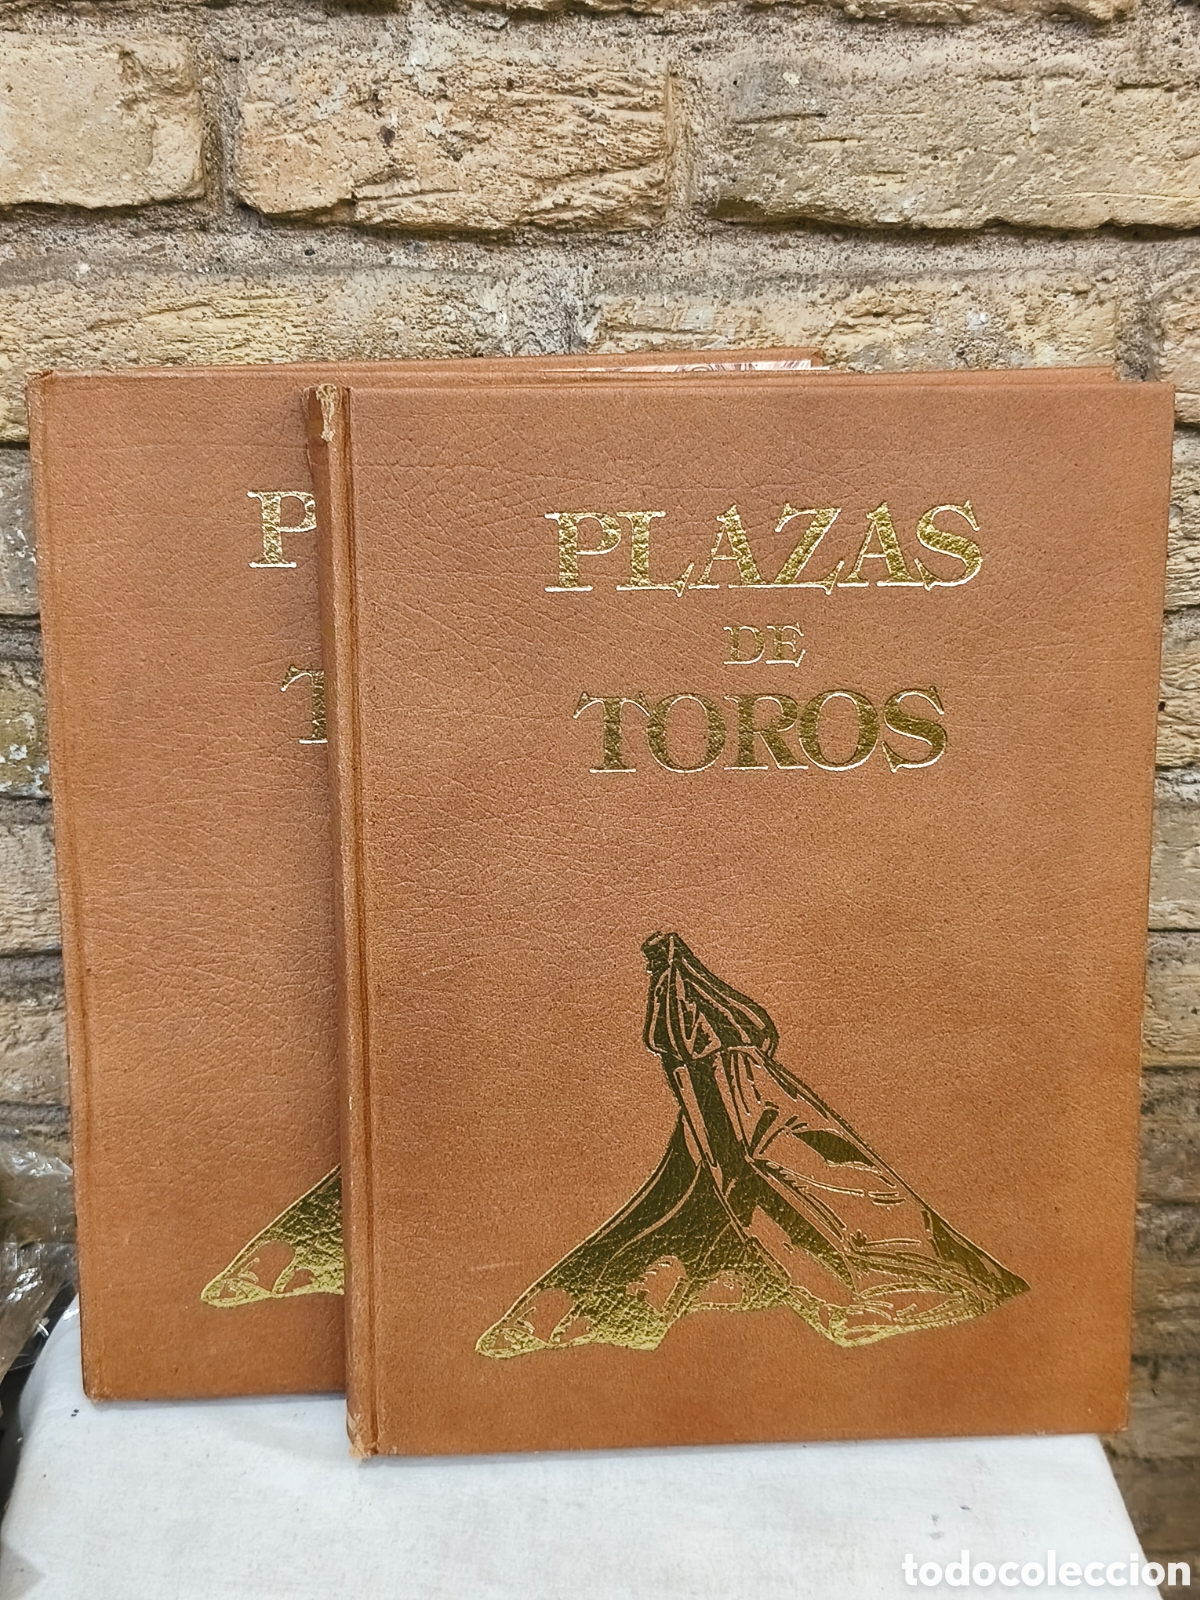 P
T
PLAZAS
DE
TOROS
todocoleccion